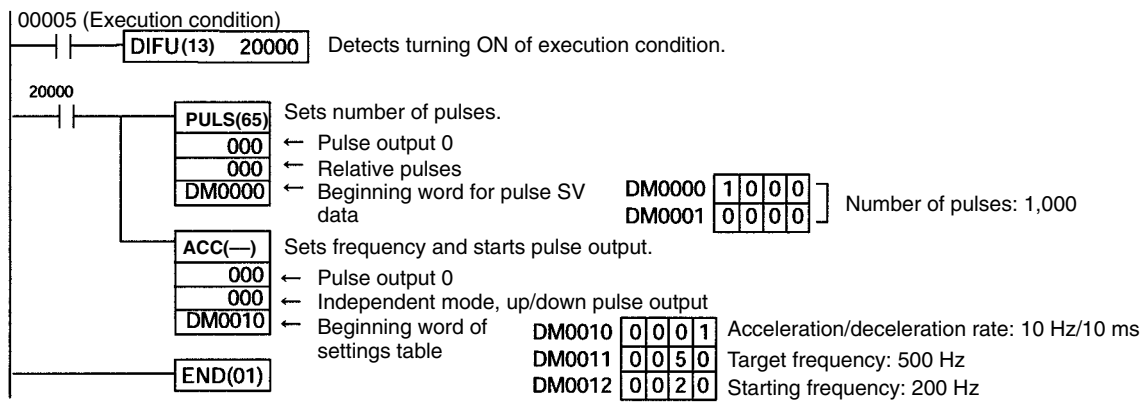 00005 (Execution condition)
DIFU(13) 20000 Detects turning ON of execution condition.
20000
PULS(65) Sets number of pulses.
000 ← Pulse output 0
000 ← Relative pulses
DM0000 ← Beginning word for pulse SV data
DM0000 1 0 0 0
DM0001 0 0 0 0
Number of pulses: 1,000
ACC(—) Sets frequency and starts pulse output.
000 ← Pulse output 0
000 ← Independent mode, up/down pulse output
DM0010 ← Beginning word of
settings table
DM0010 0 0 0 1 Acceleration/deceleration rate: 10 Hz/10 ms
DM0011 0 0 5 0 Target frequency: 500 Hz
DM0012 0 0 2 0 Starting frequency: 200 Hz
END(01)